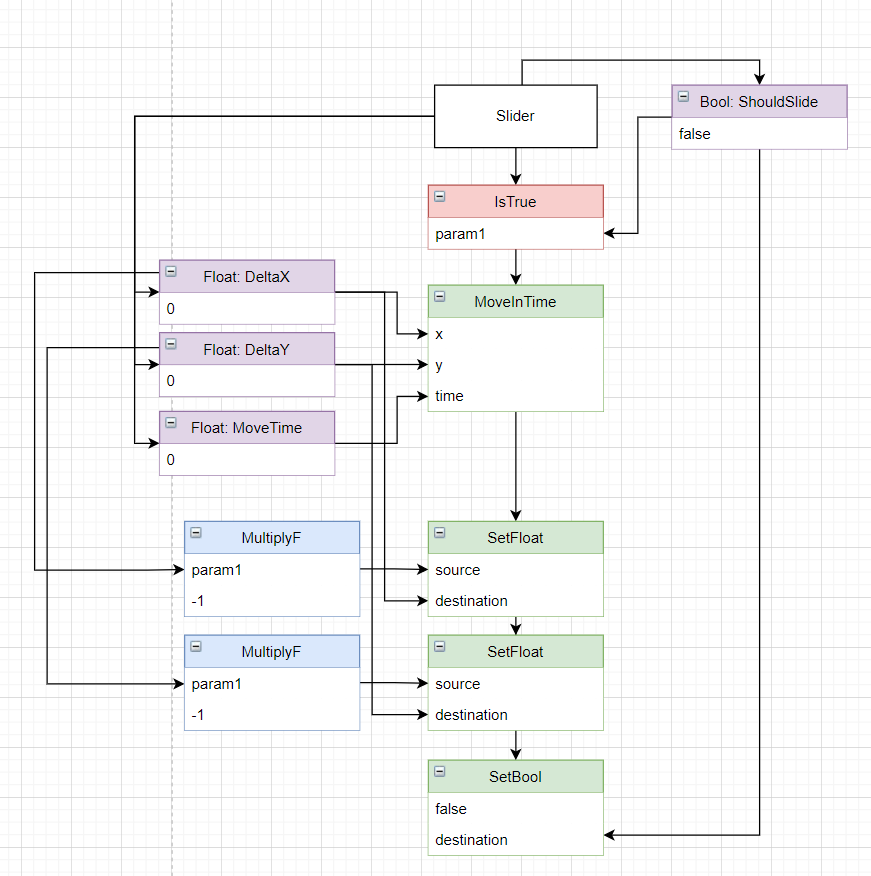 Slider
Bool: ShouldSlide
false
IsTrue
param1
Float: DeltaX
0
Float: DeltaY
0
Float: MoveTime
0
MoveInTime
x
y
time
MultiplyF
param1
-1
SetFloat
source
destination
MultiplyF
param1
-1
SetFloat
source
destination
SetBool
false
destination